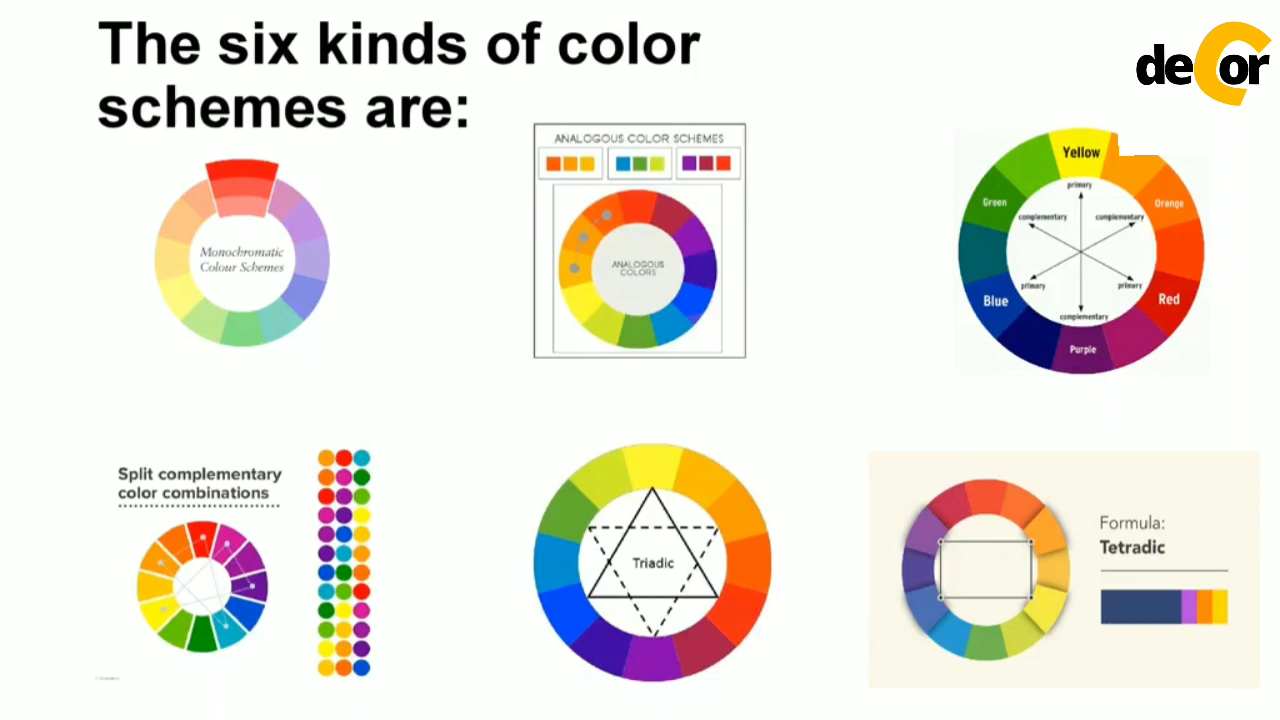 The six kinds of color
schemes are:
deCor
Monochromatic
Colour Schemes
ANALOGOUS COLOR SCHEMES
ANALOGOUS
COLORS
Yellow
primary
Green
Orange
complementary
complementary
primary
primary
Blue
Red
complementary
Purple
Split complementary
color combinations
Triadic
Formula:
Tetradic